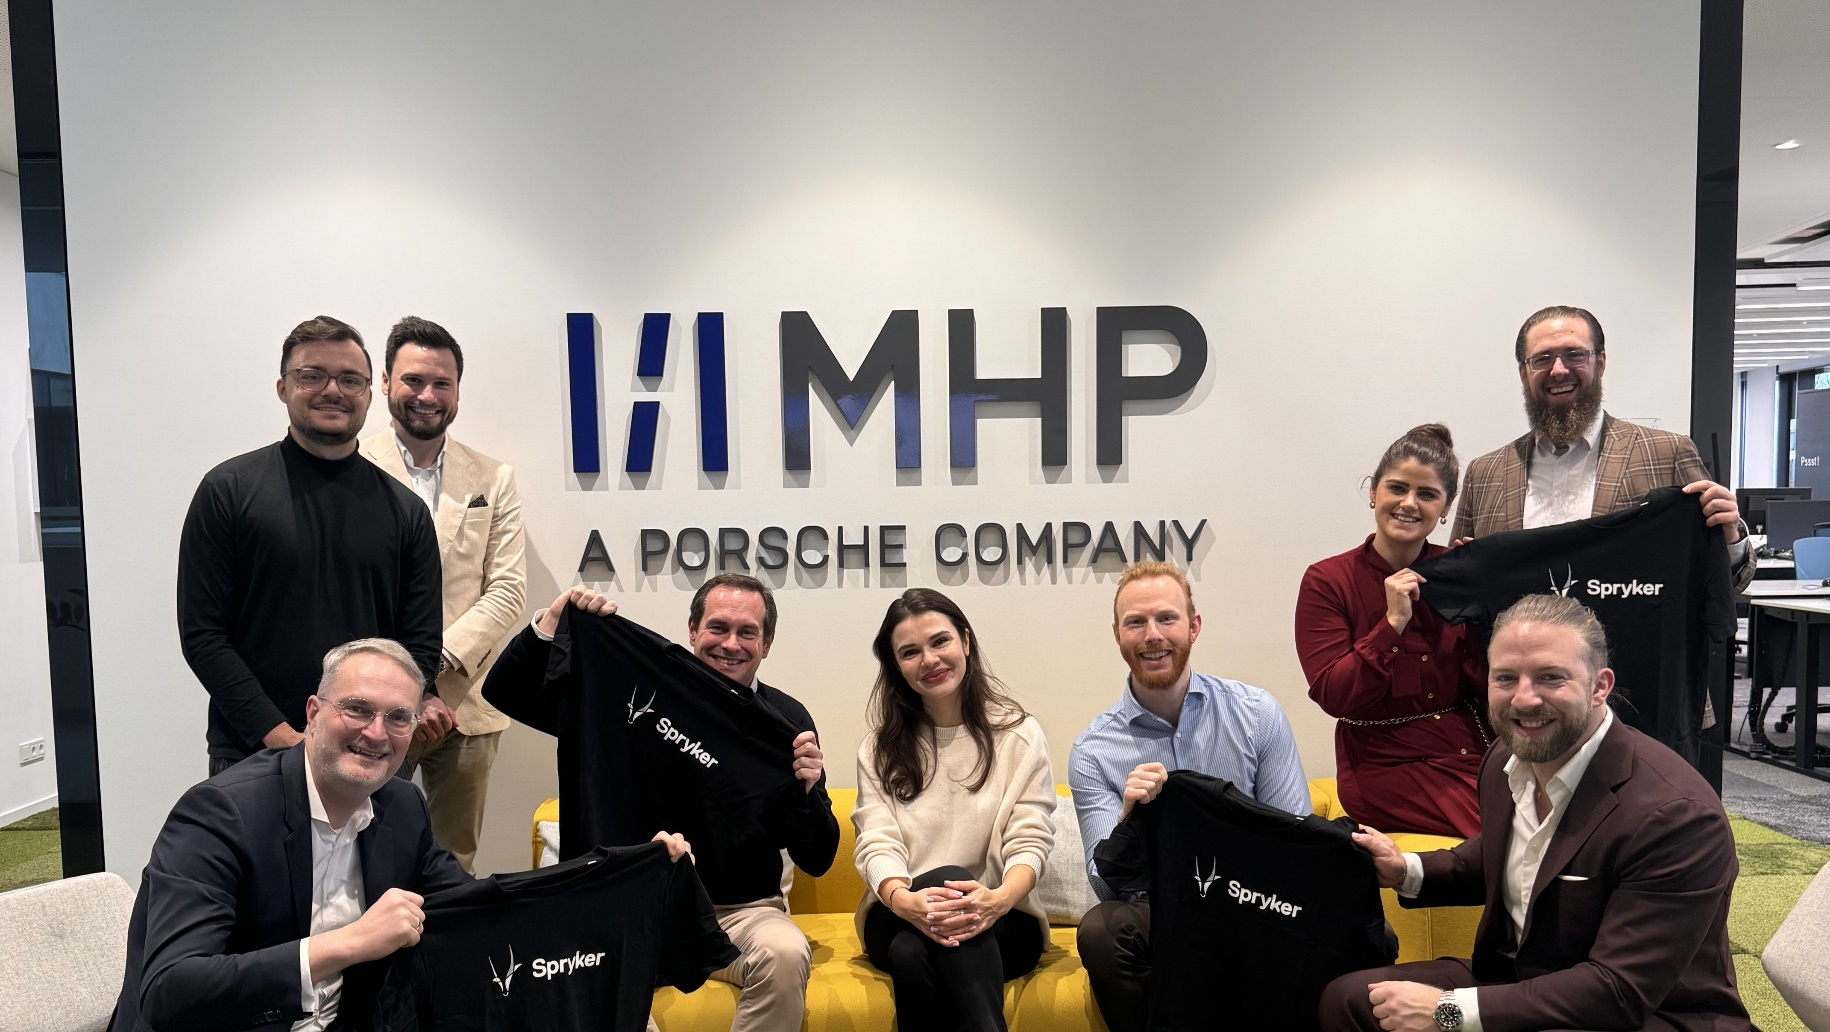 MHP
A PORSCHE COMPANY
Pssst!
Spryker
Spryker
Spryker
Spryker